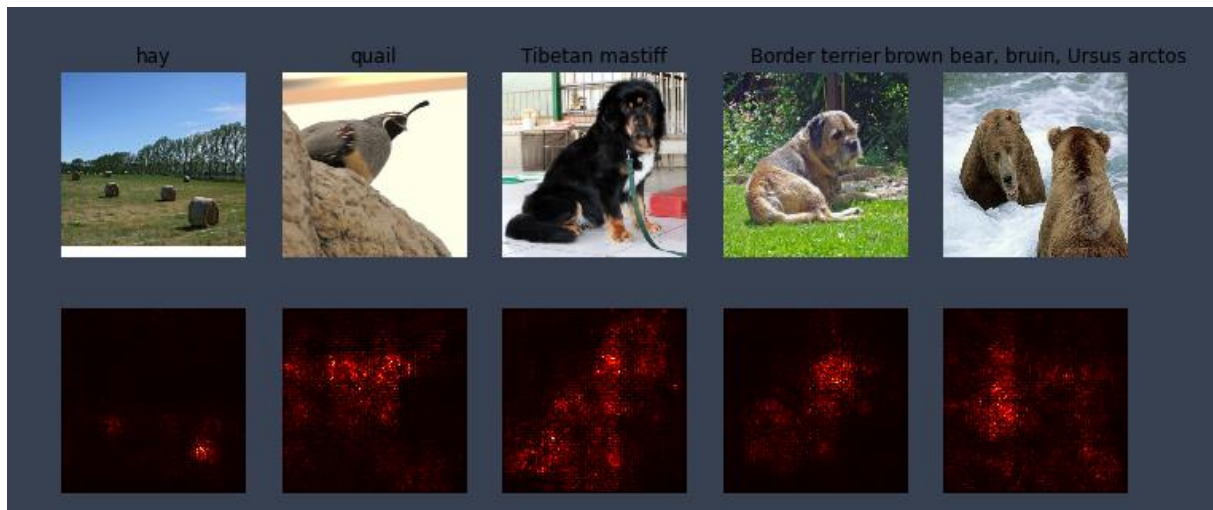 hay
quail
Tibetan mastiff
Border terrier
brown bear, bruin, Ursus arctos